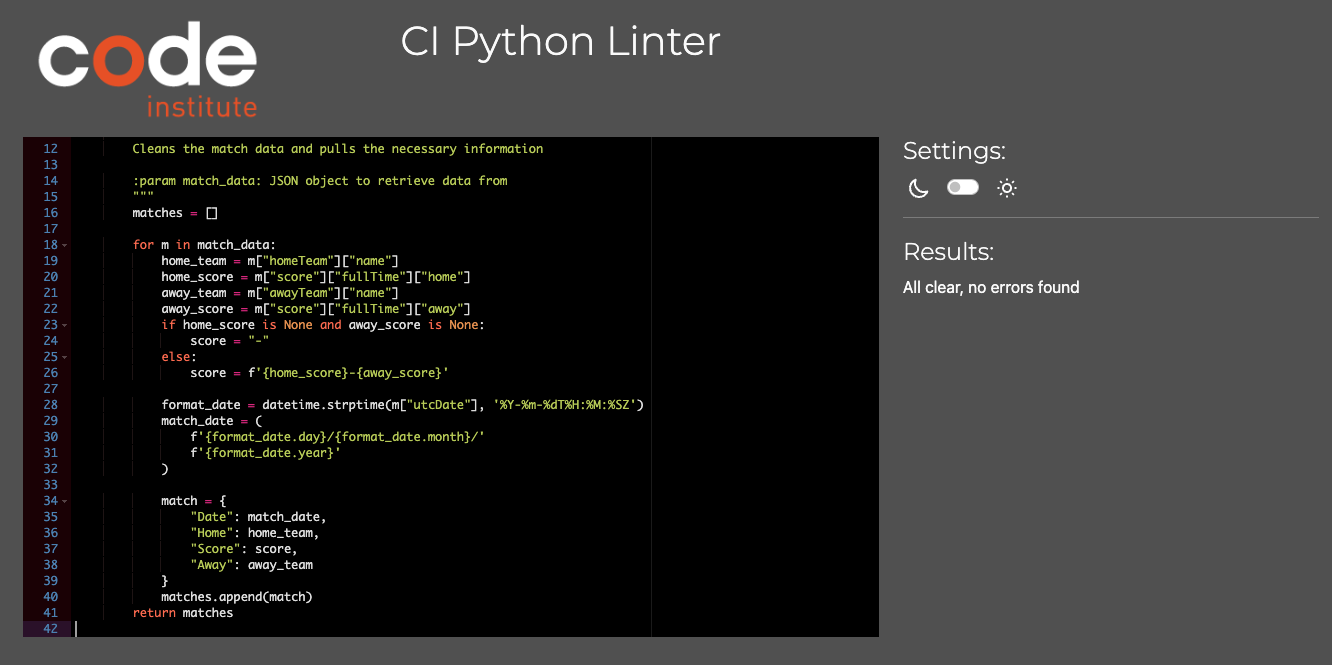 code
institute
CI Python Linter
12 Cleans the match data and pulls the necessary information
13
14 :param match_data: JSON object to retrieve data from
15 """
16 matches = []
17
18 for m in match_data:
19 home_team = m["homeTeam"]["name"]
20 home_score = m["score"]["fullTime"]["home"]
21 away_team = m["awayTeam"]["name"]
22 away_score = m["score"]["fullTime"]["away"]
23 if home_score is None and away_score is None:
24 score = "-"
25 else:
26 score = f'{home_score}-{away_score}'
27
28 format_date = datetime.strptime(m["utcDate"], '%Y-%m-%dT%H:%M:%SZ')
29 match_date = (
30 f'{format_date.day}/{format_date.month}/'
31 f'{format_date.year}'
32 )
33
34 match = {
35 "Date": match_date,
36 "Home": home_team,
37 "Score": score,
38 "Away": away_team
39 }
40 matches.append(match)
41 return matches
42
Settings:
Results:
All clear, no errors found